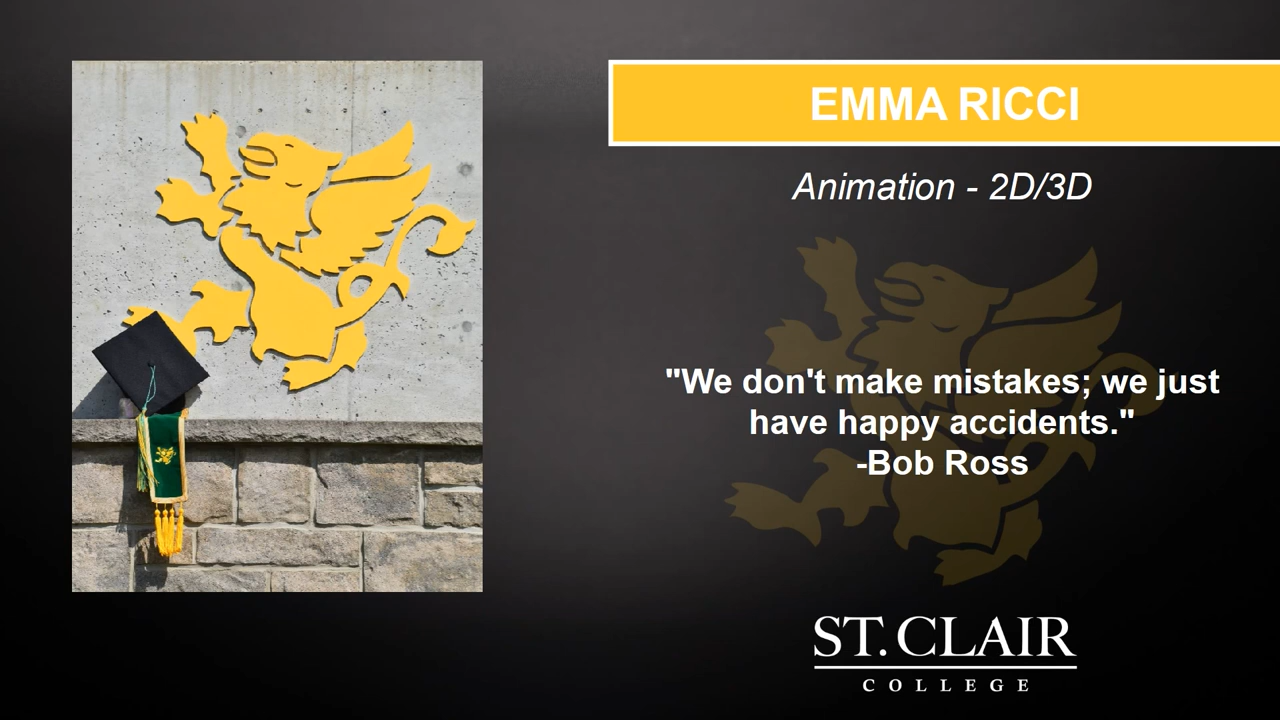 EMMA RICCI
Animation - 2D/3D
"We don't make mistakes; we just
have happy accidents."
-Bob Ross
ST. CLAIR
COLLEGE